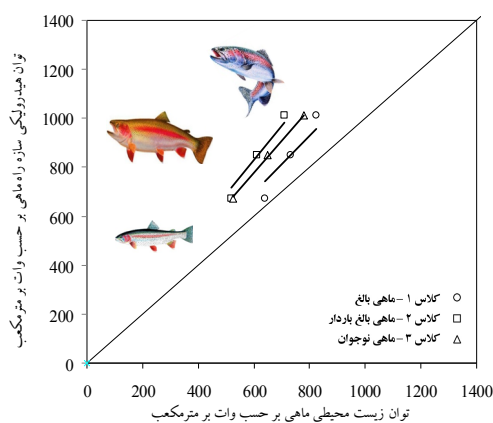 توان هیدرولیکی سازه راه ماهی بر حسب وات بر مترمکعب
1400
1200
1000
800
600
400
200
0
کلاس ۱ -ماهی بالغ
کلاس ۲ -ماهی بالغ باردار
کلاس ۳ -ماهی نوجوان
0 200 400 600 800 1000 1200 1400
توان زیست محیطی ماهی بر حسب وات بر مترمکعب